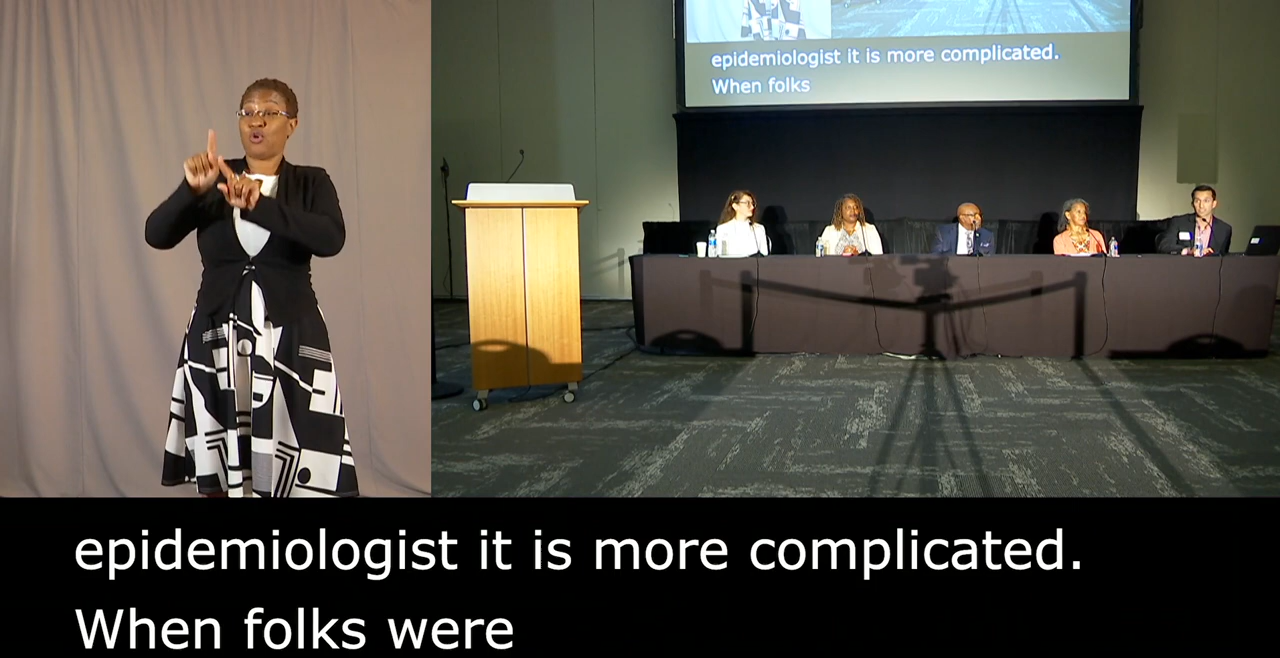 epidemiologist it is more complicated.
When folks
epidemiologist it is more complicated.
When folks were